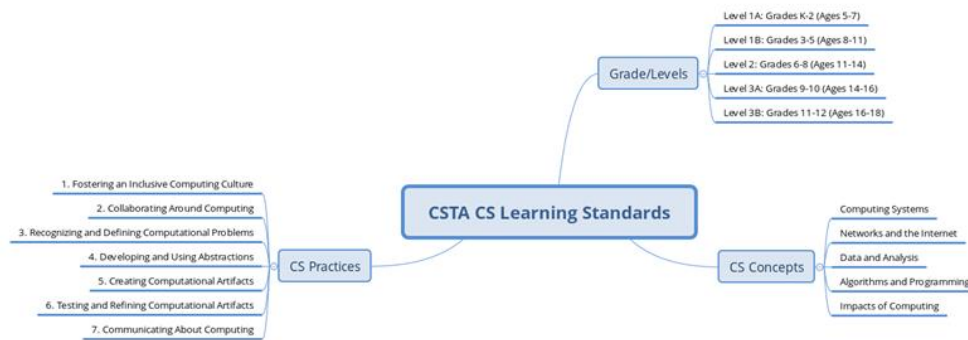 CSTA CS Learning Standards
Grade/Levels
Level 1A: Grades K-2 (Ages 5-7)
Level 1B: Grades 3-5 (Ages 8-11)
Level 2: Grades 6-8 (Ages 11-14)
Level 3A: Grades 9-10 (Ages 14-16)
Level 3B: Grades 11-12 (Ages 16-18)
CS Practices
1. Fostering an Inclusive Computing Culture
2. Collaborating Around Computing
3. Recognizing and Defining Computational Problems
4. Developing and Using Abstractions
5. Creating Computational Artifacts
6. Testing and Refining Computational Artifacts
7. Communicating About Computing
CS Concepts
Computing Systems
Networks and the Internet
Data and Analysis
Algorithms and Programming
Impacts of Computing